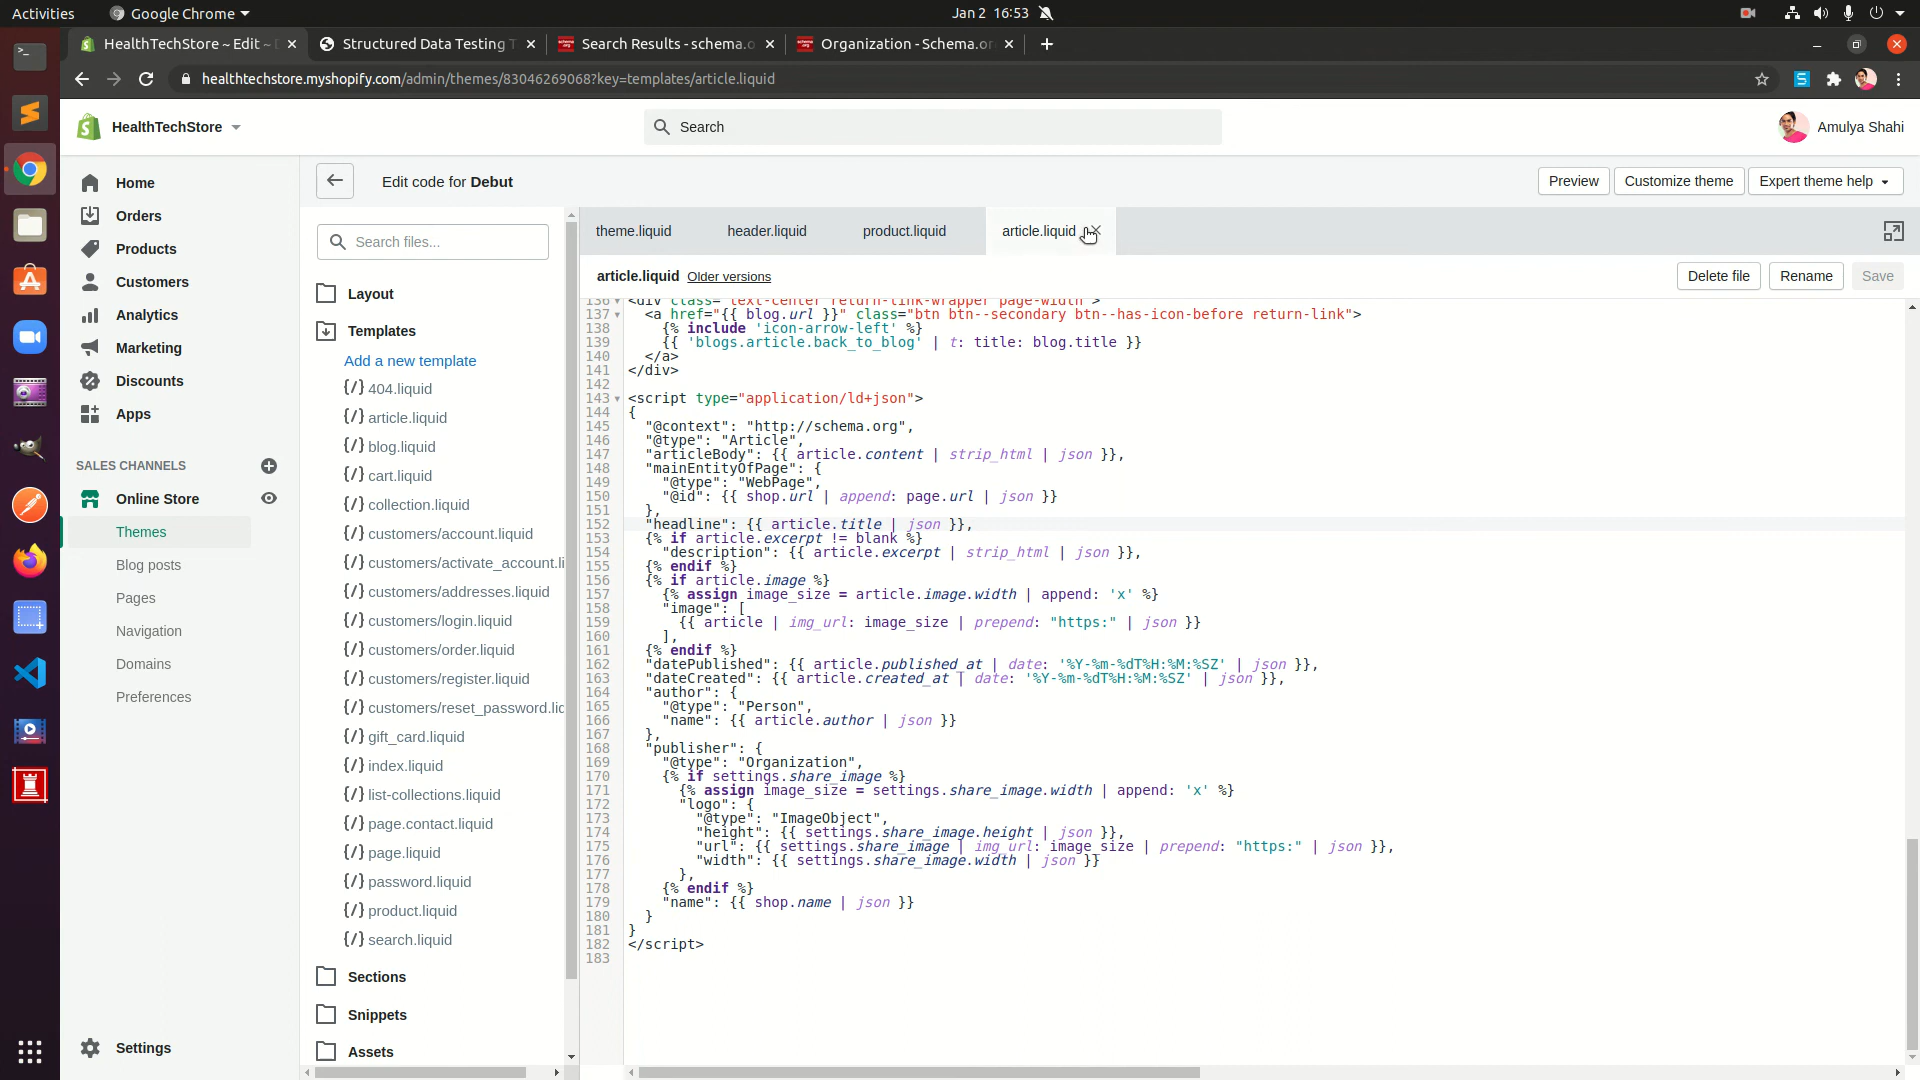 Activities
Google Chrome
Jan 2 16:53
HealthTechStore ~ Edit ~
Structured Data Testing T
Search Results - schema.o
Organization - Schema.or
healthtechstore.myshopify.com/admin/themes/83046269068?key=templates/article.liquid
HealthTechStore
Search
Amulya Shahi
Home
Orders
Products
Customers
Analytics
Marketing
Discounts
Apps
SALES CHANNELS
Online Store
Themes
Blog posts
Pages
Navigation
Domains
Preferences
Settings
Edit code for Debut
Preview
Customize theme
Expert theme help
Search files...
Layout
Templates
Add a new template
{/} 404.liquid
{/} article.liquid
{/} blog.liquid
{/} cart.liquid
{/} collection.liquid
{/} customers/account.liquid
{/} customers/activate_account.li
{/} customers/addresses.liquid
{/} customers/login.liquid
{/} customers/order.liquid
{/} customers/register.liquid
{/} customers/reset_password.liq
{/} gift_card.liquid
{/} index.liquid
{/} list-collections.liquid
{/} page.contact.liquid
{/} page.liquid
{/} password.liquid
{/} product.liquid
{/} search.liquid
Sections
Snippets
Assets
theme.liquid
header.liquid
product.liquid
article.liquid
article.liquid Older versions
Delete file
Rename
Save
136 <div class="text-center return-link-wrapper page-width">
137 <a href="{{ blog.url }}" class="btn btn--secondary btn--has-icon-before return-link">
138 {% include 'icon-arrow-left' %}
139 {{ 'blogs.article.back_to_blog' | t: title: blog.title }}
140 </a>
141 </div>
142
143 <script type="application/ld+json">
144 {
145 "@context": "http://schema.org",
146 "@type": "Article",
147 "articleBody": {{ article.content | strip_html | json }},
148 "mainEntityOfPage": {
149 "@type": "WebPage",
150 "@id": {{ shop.url | append: page.url | json }}
151 },
152 "headline": {{ article.title | json }},
153 {% if article.excerpt != blank %}
154 "description": {{ article.excerpt | strip_html | json }},
155 {% endif %}
156 {% if article.image %}
157 {% assign image_size = article.image.width | append: 'x' %}
158 "image": [
159 {{ article | img_url: image_size | prepend: "https:" | json }}
160 ],
161 {% endif %}
162 "datePublished": {{ article.published_at | date: '%Y-%m-%dT%H:%M:%SZ' | json }},
163 "dateCreated": {{ article.created_at | date: '%Y-%m-%dT%H:%M:%SZ' | json }},
164 "author": {
165 "@type": "Person",
166 "name": {{ article.author | json }}
167 },
168 "publisher": {
169 "@type": "Organization",
170 {% if settings.share_image %}
171 {% assign image_size = settings.share_image.width | append: 'x' %}
172 "logo": {
173 "@type": "ImageObject",
174 "height": {{ settings.share_image.height | json }},
175 "url": {{ settings.share_image | img_url: image_size | prepend: "https:" | json }},
176 "width": {{ settings.share_image.width | json }}
177 },
178 {% endif %}
179 "name": {{ shop.name | json }}
180 }
181 }
182 </script>
183